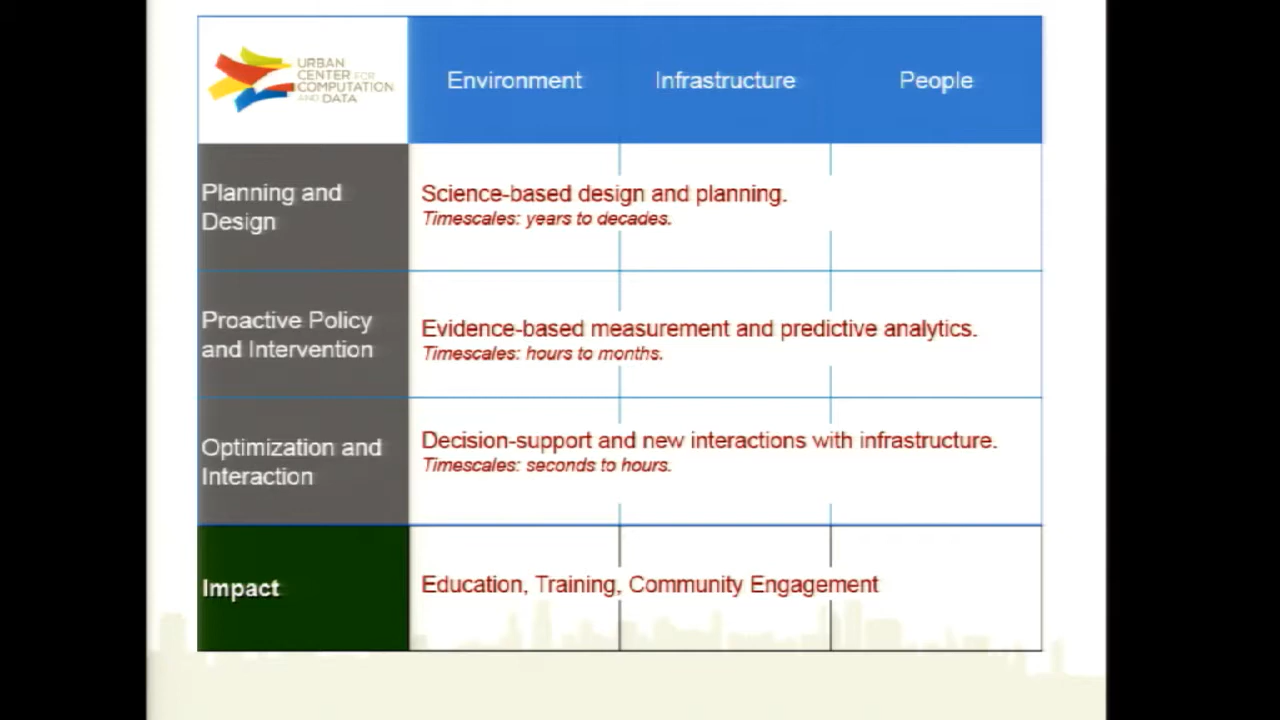 URBAN
CENTER FOR
COMPUTATION
AND DATA
Environment
Infrastructure
People
Planning and
Design
Science-based design and planning.
Timescales: years to decades.
Proactive Policy
and Intervention
Evidence-based measurement and predictive analytics.
Timescales: hours to months.
Optimization and
Interaction
Decision-support and new interactions with infrastructure.
Timescales: seconds to hours.
Impact
Education, Training, Community Engagement